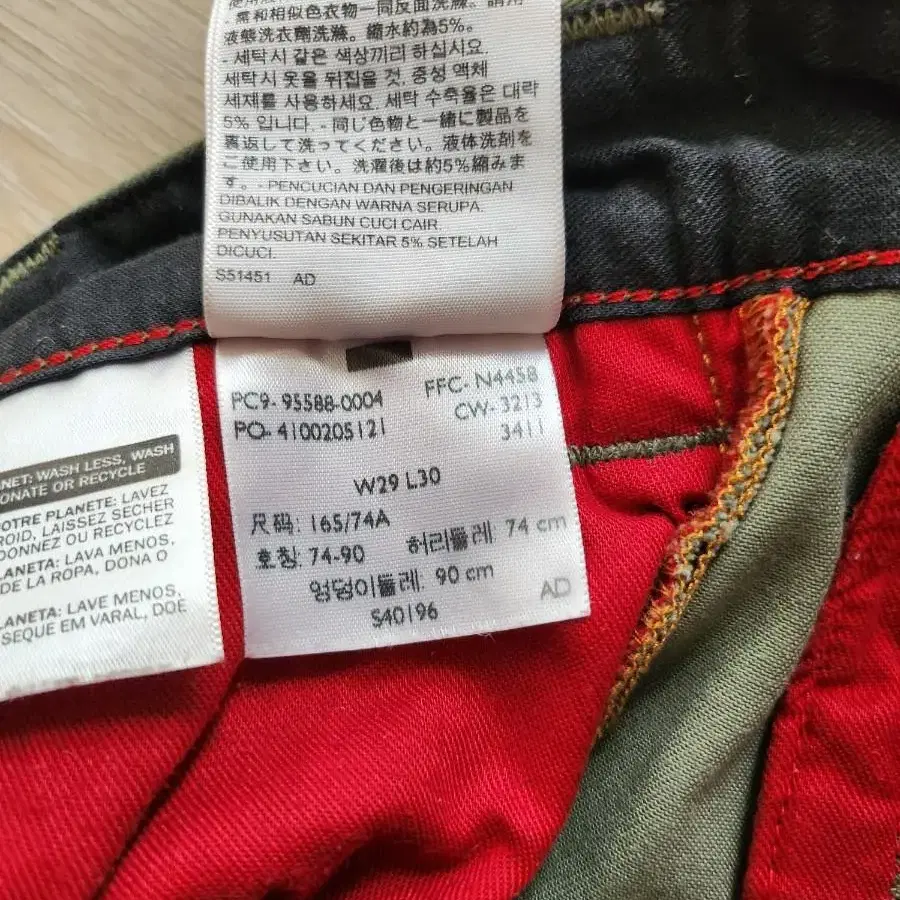 柔和相似色衣物一同反面洗滌。請用
液態洗衣劑洗滌。縮水約為5%。
- 세탁시 같은 색상끼리 하십시요.
세탁시 옷을 뒤집을 것, 중성 액체
세제를 사용하세요. 세탁 수축율은 대략
5% 입니다. - 同じ色物と一緒に製品を
裏返して洗ってください。液体洗剤を
ご使用下さい。洗濯後は約5%縮みま
す。- PENCUCIAN DAN PENGERINGAN
DIBALIK DENGAN WARNA SERUPA.
GUNAKAN SABUN CUCI CAIR.
PENYUSUTAN SEKITAR 5% SETELAH
DICUCI.
S51451 AD
PC9-95588-0004 FFC-N4458
PO-4100205121 CW-3213
3411
W29 L30
尺码: 165/74A
호칭: 74-90 허리둘레: 74 cm
엉덩이둘레: 90 cm
S40196 AD
NET: WASH LESS, WASH
ONATE OR RECYCLE
OTRE PLANETE: LAVEZ
ROID, LAISSEZ SECHER
DONNEZ OU RECYCLEZ
LANETA: LAVA MENOS,
DE LA ROPA, DONA O
LANETA: LAVE MENOS,
SEQUE EM VARAL, DOE